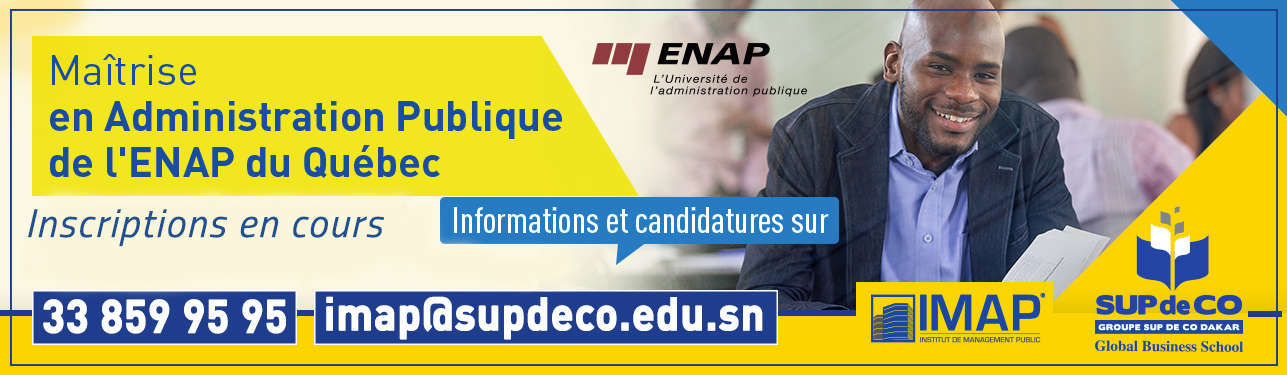 Maîtrise
en Administration Publique
de l'ENAP du Québec
ENAP
L'Université de
l'administration publique
Inscriptions en cours
Informations et candidatures sur
33 859 95 95
imap@supdeco.edu.sn
IMAP
INSTITUT DE MANAGEMENT PUBLIC
SUP de CO
GROUPE SUP DE CO DAKAR
Global Business School